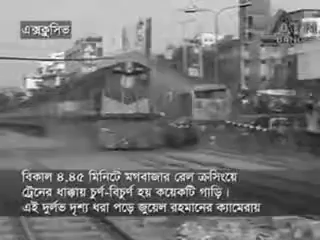 এক্সক্লুসিভ
বিকাল ৪.৪৫ মিনিটে মগবাজার রেল ক্রসিংয়ে
ট্রেনের ধাক্কায় চুর্ণ-বিচুর্ণ হয় কয়েকটি গাড়ি।
এই দুর্লভ দৃশ্য ধরা পড়ে জুয়েল রহমানের ক্যামেরায়